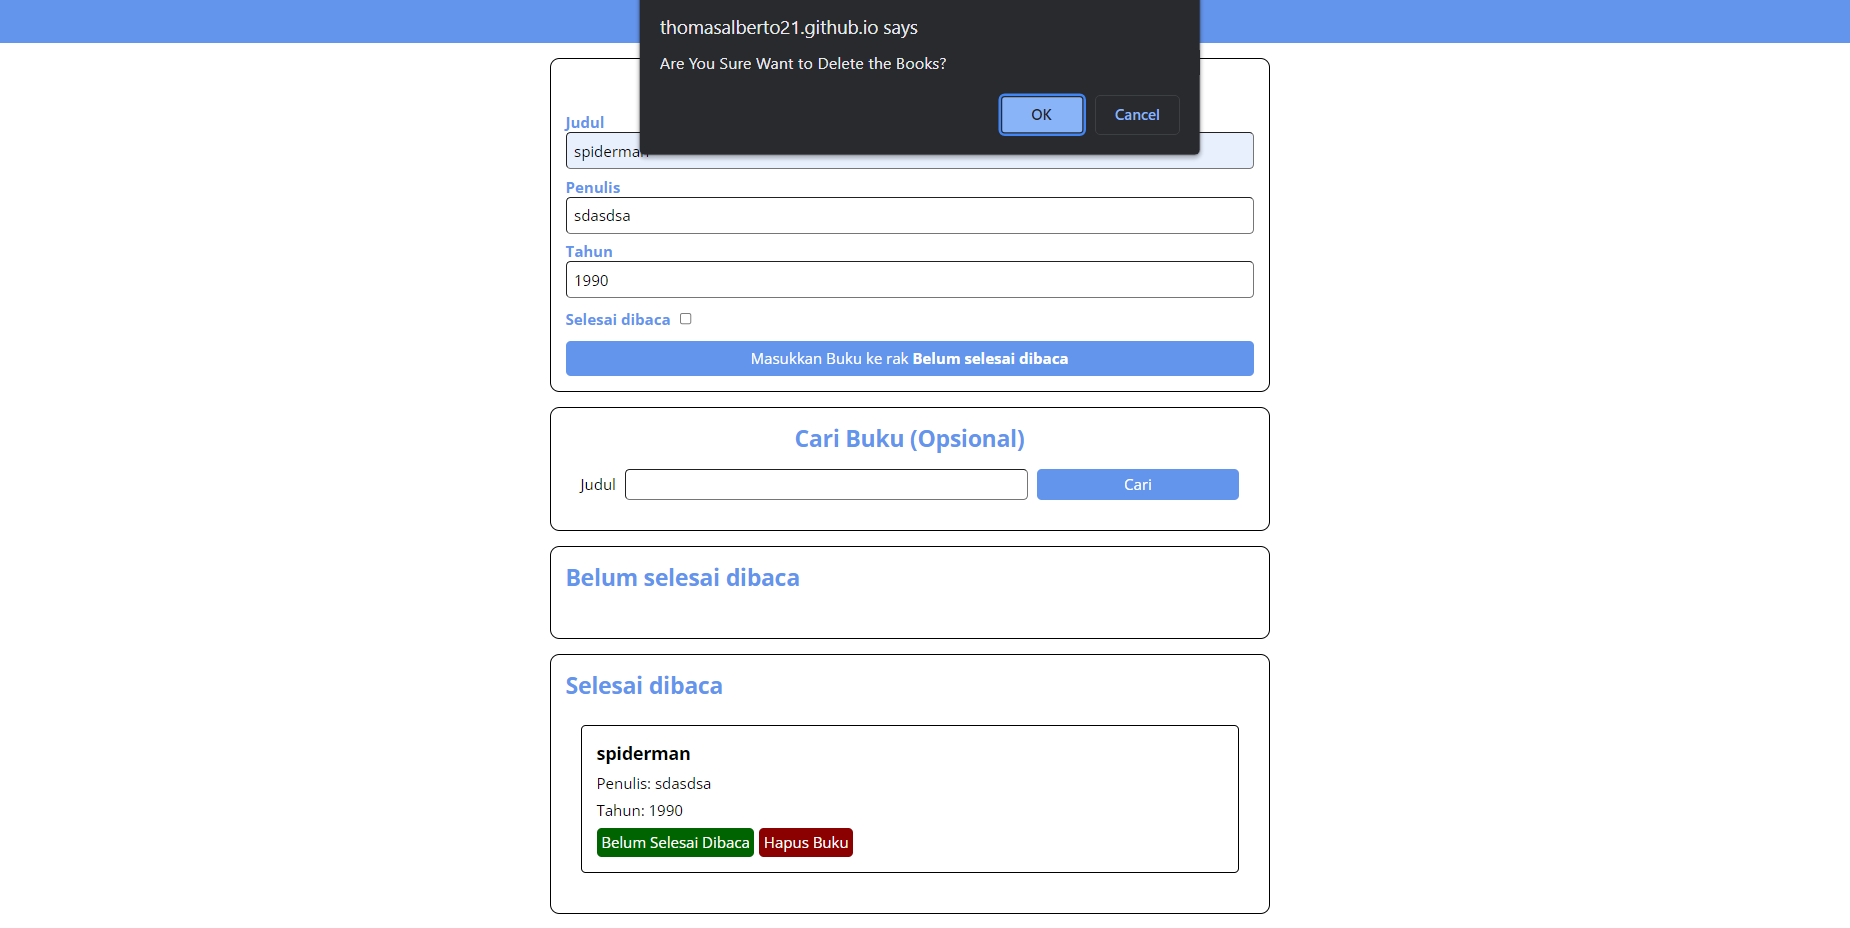 thomasalberto21.github.io says
Are You Sure Want to Delete the Books?
OK
Cancel
Judul
spiderman
Penulis
sdasdsa
Tahun
1990
Selesai dibaca
Masukkan Buku ke rak Belum selesai dibaca
Cari Buku (Opsional)
Judul
Cari
Belum selesai dibaca
Selesai dibaca
spiderman
Penulis: sdasdsa
Tahun: 1990
Belum Selesai Dibaca
Hapus Buku